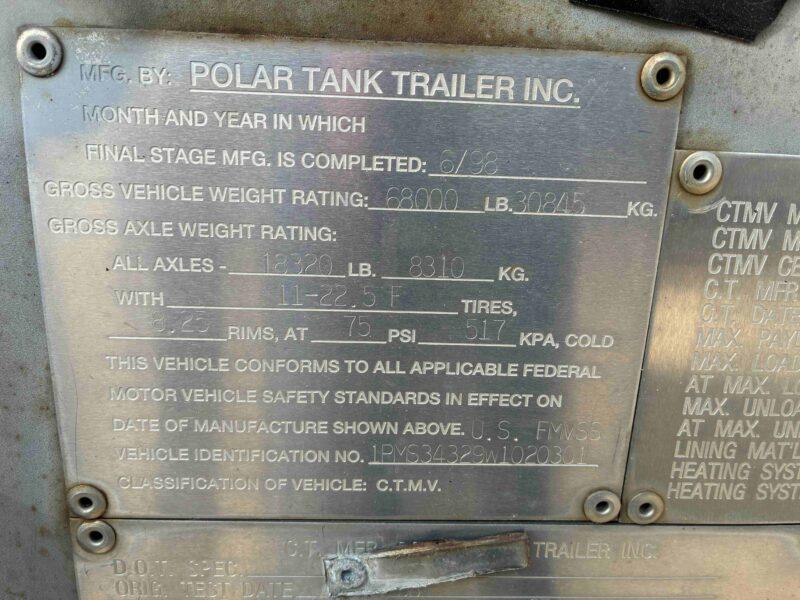 MFG. BY: POLAR TANK TRAILER INC.
MONTH AND YEAR IN WHICH
FINAL STAGE MFG. IS COMPLETED: 6/98
GROSS VEHICLE WEIGHT RATING: 68000 LB. 30845 KG.
GROSS AXLE WEIGHT RATING:
ALL AXLES - 18320 LB. 8310 KG.
WITH 11-22.5 F TIRES,
8.25 RIMS, AT 75 PSI 517 KPA, COLD
THIS VEHICLE CONFORMS TO ALL APPLICABLE FEDERAL
MOTOR VEHICLE SAFETY STANDARDS IN EFFECT ON
DATE OF MANUFACTURE SHOWN ABOVE. U.S. FMVSS
VEHICLE IDENTIFICATION NO. 1PMS34329W1020301
CLASSIFICATION OF VEHICLE: C.T.M.V.
CTMV M
CTMV M
CTMV CE
C.T. MFR
C.T. DATE
MAX. PAYL
MAX. LOAD
AT MAX. LO
MAX. UNLOA
AT MAX. UN
LINING MAT'L
HEATING SYST
HEATING SYST
C.T. MFR TRAILER INC.
D.O.T. SPEC.
ORIG. TEST DATE